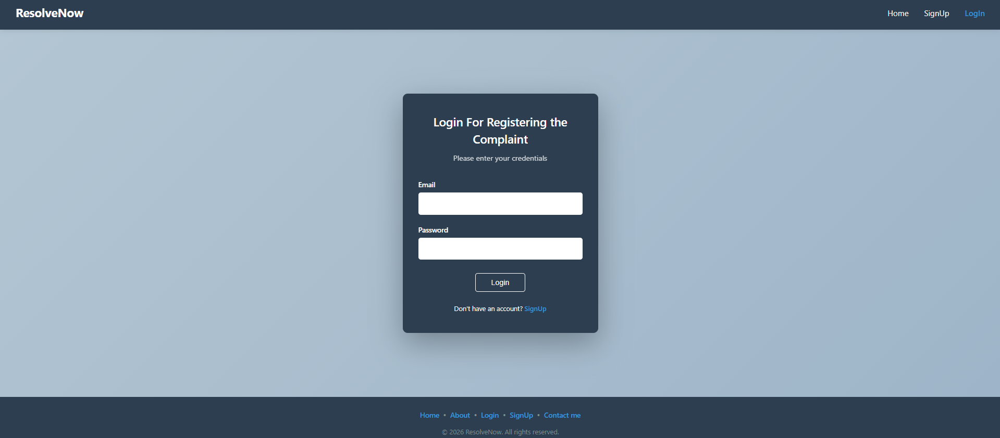 ResolveNow
Home SignUp LogIn
Login For Registering the
Complaint
Please enter your credentials
Email
Password
Login
Don't have an account? SignUp
Home • About • Login • SignUp • Contact me
© 2026 ResolveNow. All rights reserved.